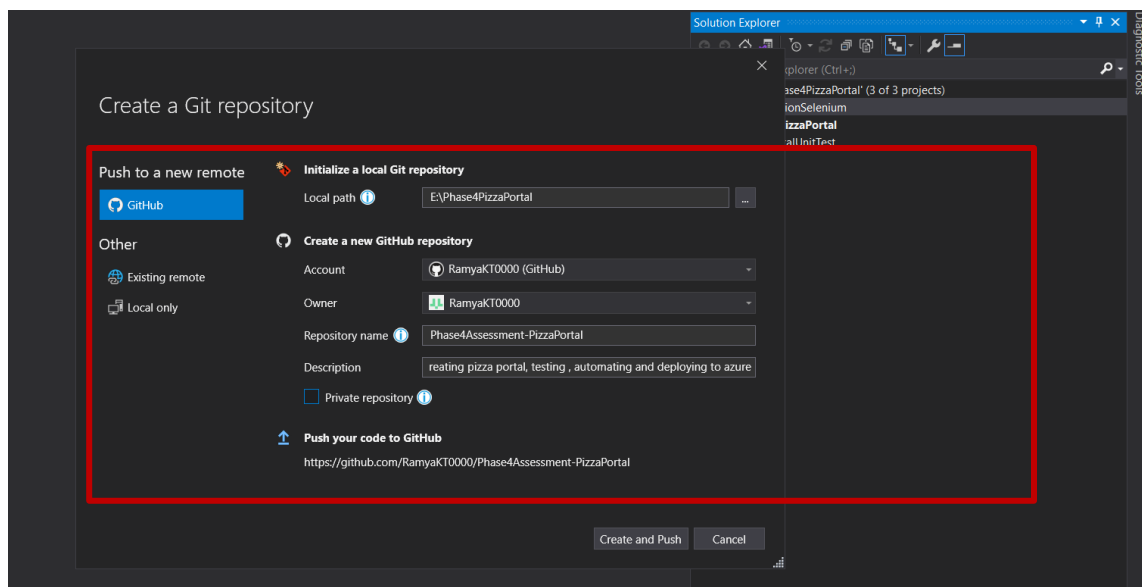 Solution Explorer
xplorer (Ctrl+;)
ase4PizzaPortal' (3 of 3 projects)
ionSelenium
izzaPortal
talUnitTest
Diagnostic Tools
Create a Git repository
Push to a new remote
GitHub
Other
Existing remote
Local only
Initialize a local Git repository
Local path E:\Phase4PizzaPortal ...
Create a new GitHub repository
Account RamyaKT0000 (GitHub)
Owner RamyaKT0000
Repository name Phase4Assessment-PizzaPortal
Description reating pizza portal, testing , automating and deploying to azure
Private repository
Push your code to GitHub
https://github.com/RamyaKT0000/Phase4Assessment-PizzaPortal
Create and Push Cancel